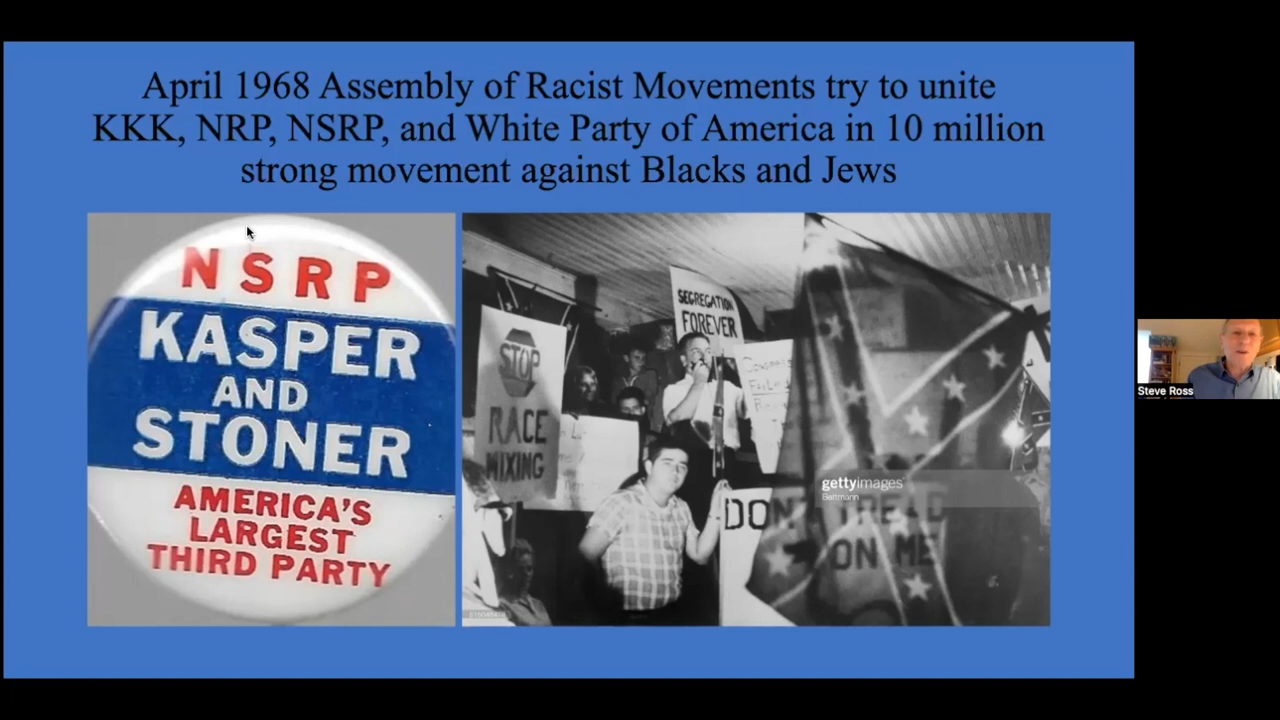 April 1968 Assembly of Racist Movements try to unite
KKK, NRP, NSRP, and White Party of America in 10 million
strong movement against Blacks and Jews
NSRP
KASPER
AND
STONER
AMERICA'S
LARGEST
THIRD PARTY
SEGREGATION
FOREVER
STOP
RACE
MIXING
gettyimages
Bettmann
DON'T TREAD
ON ME
Steve Ross